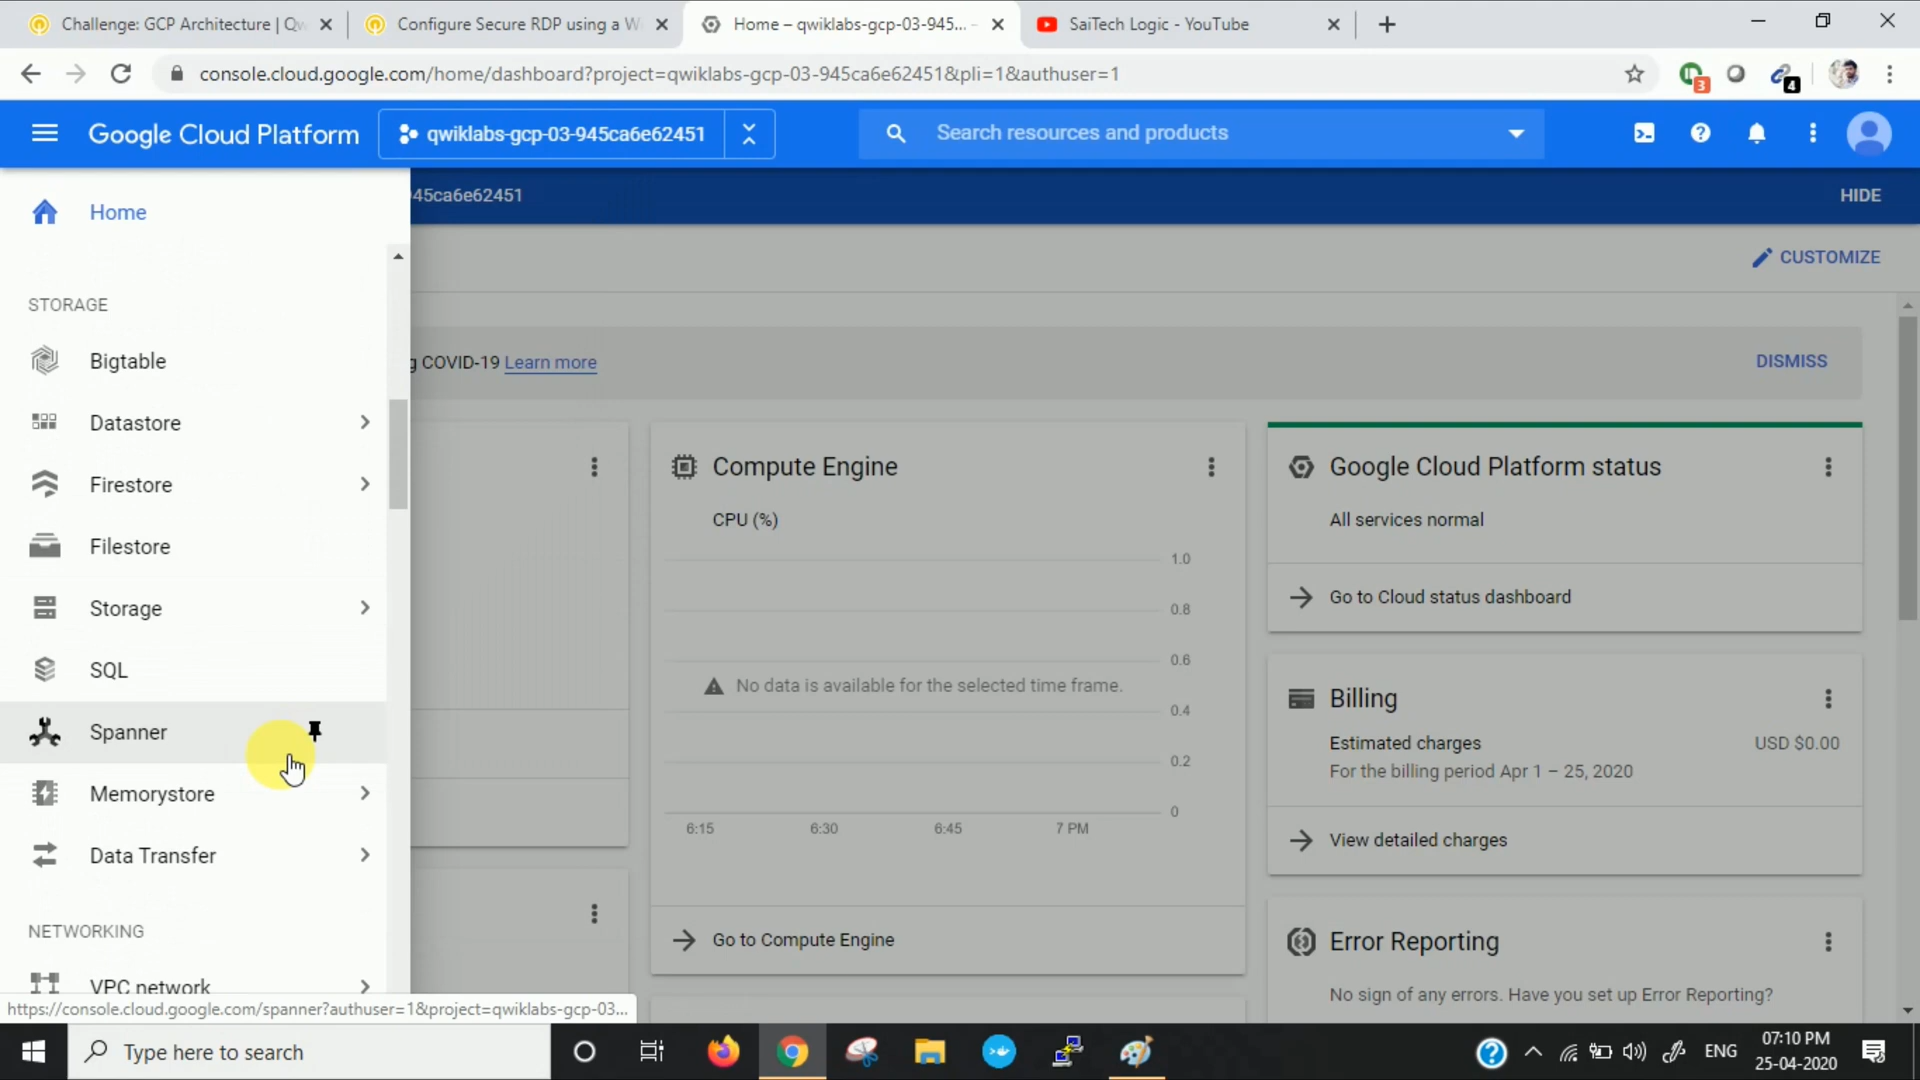 Challenge: GCP Architecture | Qw
Configure Secure RDP using a W
Home – qwiklabs-gcp-03-945...
SaiTech Logic - YouTube
console.cloud.google.com/home/dashboard?project=qwiklabs-gcp-03-945ca6e62451&pli=1&authuser=1
3
4
Google Cloud Platform
qwiklabs-gcp-03-945ca6e62451
Search resources and products
Home
45ca6e62451
HIDE
CUSTOMIZE
STORAGE
Bigtable
g COVID-19 Learn more
DISMISS
Datastore
Firestore
Filestore
Storage
SQL
Spanner
Memorystore
Data Transfer
NETWORKING
VPC network
Compute Engine
CPU (%)
1.0
0.8
0.6
No data is available for the selected time frame.
0.4
0.2
0
6:15
6:30
6:45
7 PM
Go to Compute Engine
Google Cloud Platform status
All services normal
Go to Cloud status dashboard
Billing
Estimated charges
USD $0.00
For the billing period Apr 1 – 25, 2020
View detailed charges
Error Reporting
No sign of any errors. Have you set up Error Reporting?
https://console.cloud.google.com/spanner?authuser=1&project=qwiklabs-gcp-03...
Type here to search
ENG
07:10 PM
25-04-2020